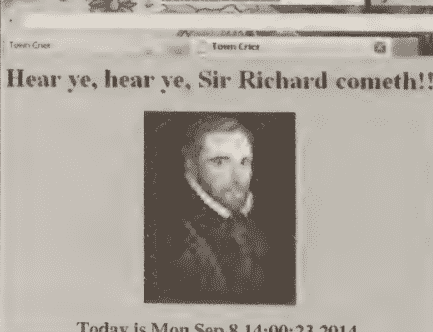 Town Crier
Town Crier
Hear ye, hear ye, Sir Richard cometh!!
Today is Mon Sep 8 14:00:23 2014